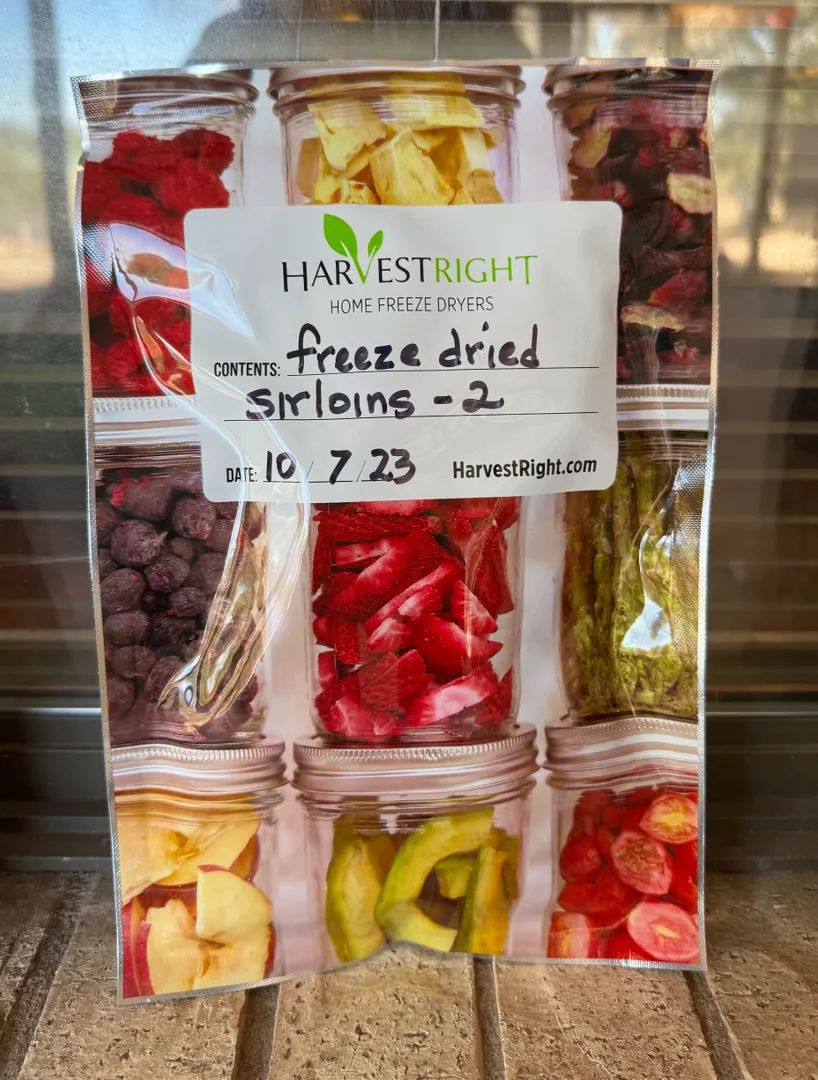 HARVESTRIGHT
HOME FREEZE DRYERS
CONTENTS: freeze dried
sirloins - 2
DATE: 10 / 7 / 23 HarvestRight.com